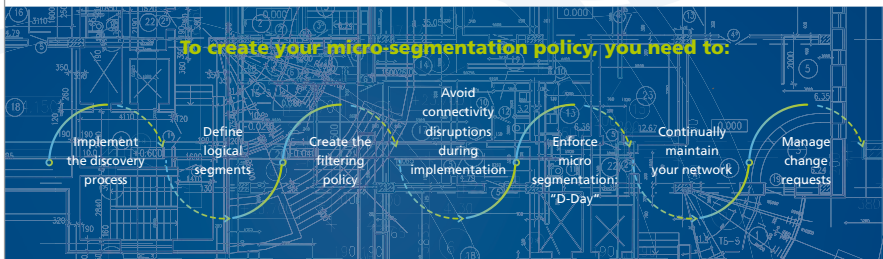 To create your micro-segmentation policy, you need to:
Implement
the discovery
process
Define
logical
segments
Create the
filtering
policy
Avoid
connectivity
disruptions
during
implementation
Enforce
micro
segmentation:
"D-Day"
Continually
maintain
your network
Manage
change
requests